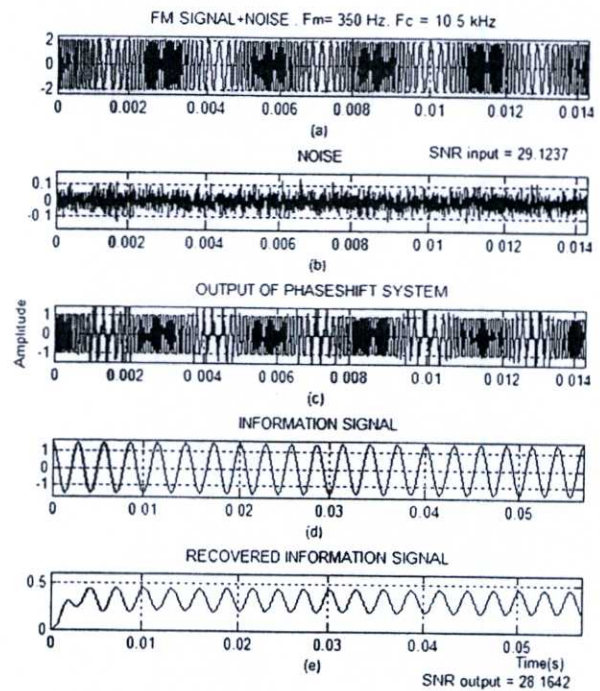 FM SIGNAL+NOISE . Fm= 350 Hz. Fc = 10 5 kHz
2
0
-2
0 0.002 0.004 0.006 0.008 0.01 0.012 0.014
(a)
NOISE SNR input = 29.1237
0.1
0
-0 1
0 0 002 0.004 0.006 0 008 0 01 0 012 0 014
(b)
OUTPUT OF PHASESHIFT SYSTEM
Amplitude
1
0
-1
0 0 002 0 004 0 006 0 008 0 01 0 012 0 014
(c)
INFORMATION SIGNAL
1
0
-1
0 0 01 0 02 0.03 0.04 0.05
(d)
RECOVERED INFORMATION SIGNAL
0 5
0
0 0.01 0.02 0.03 0.04 0.05
(e) Time(s)
SNR output = 28 1642